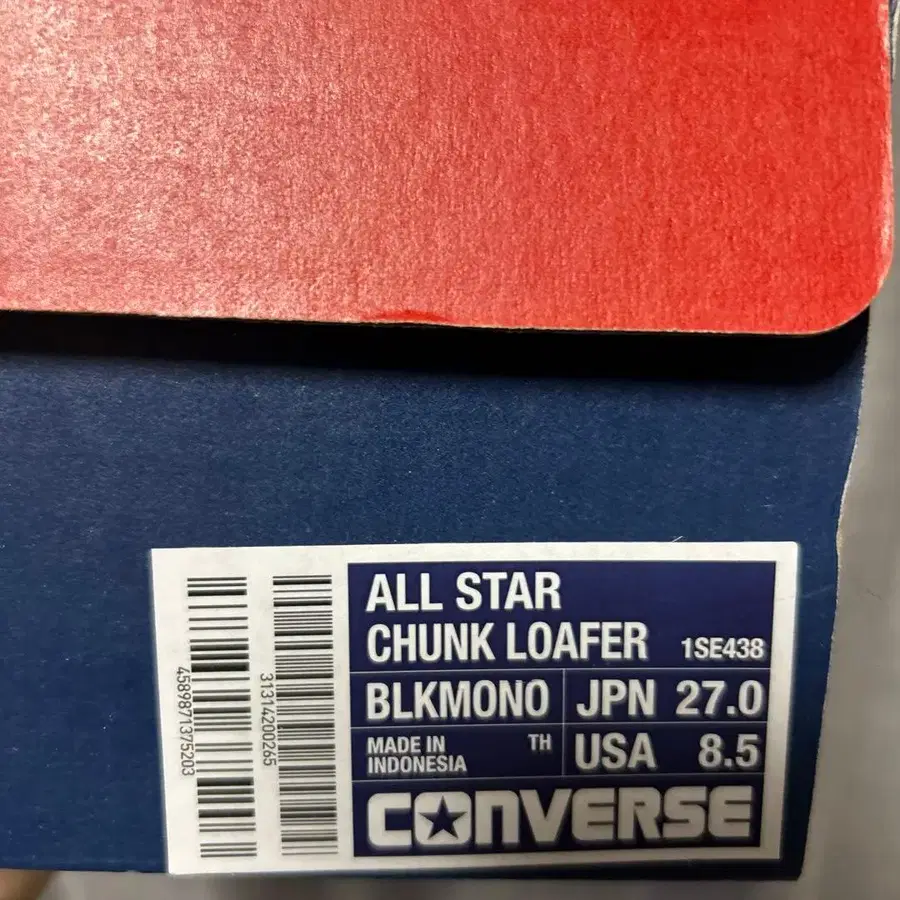 ALL STAR
CHUNK LOAFER 1SE438
BLKMONO JPN 27.0
MADE IN INDONESIA TH USA 8.5
CONVERSE
4589871375203
31314200265